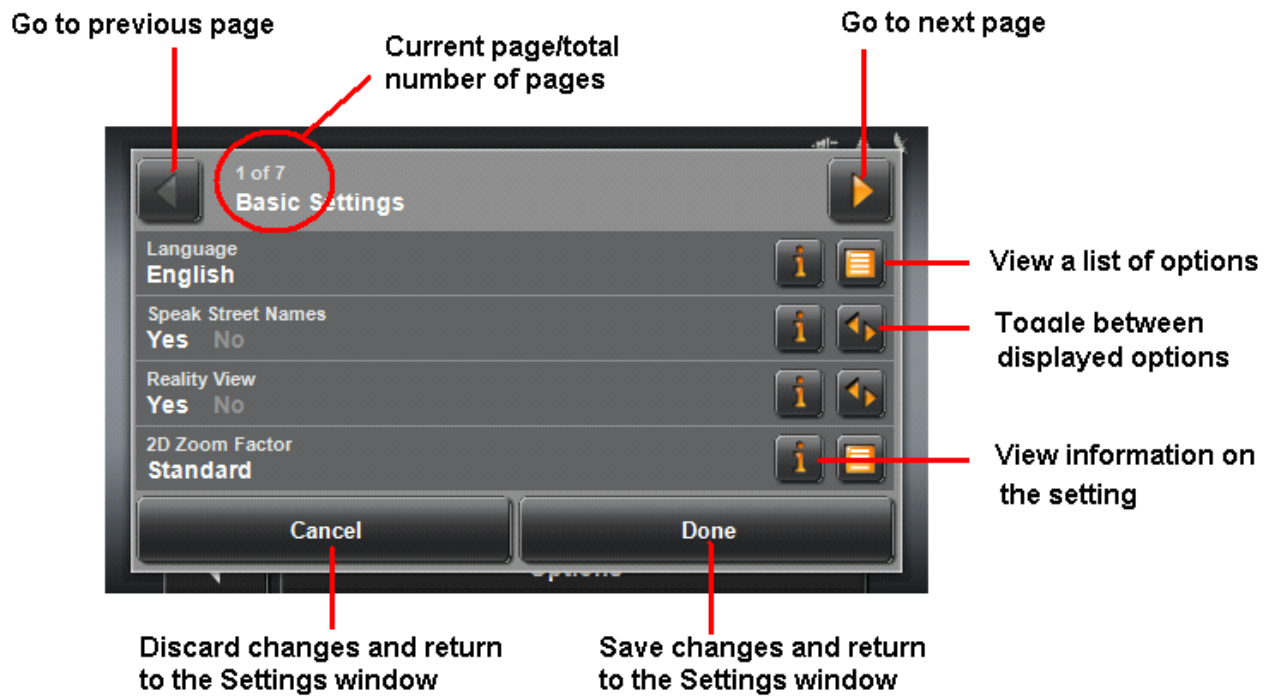 Go to previous page
Current page/total
number of pages
Go to next page
1 of 7
Basic Settings
Language
English
View a list of options
Speak Street Names
Yes No
Toggle between
displayed options
Reality View
Yes No
2D Zoom Factor
Standard
View information on
the setting
Cancel
Done
Options
Discard changes and return
to the Settings window
Save changes and return
to the Settings window